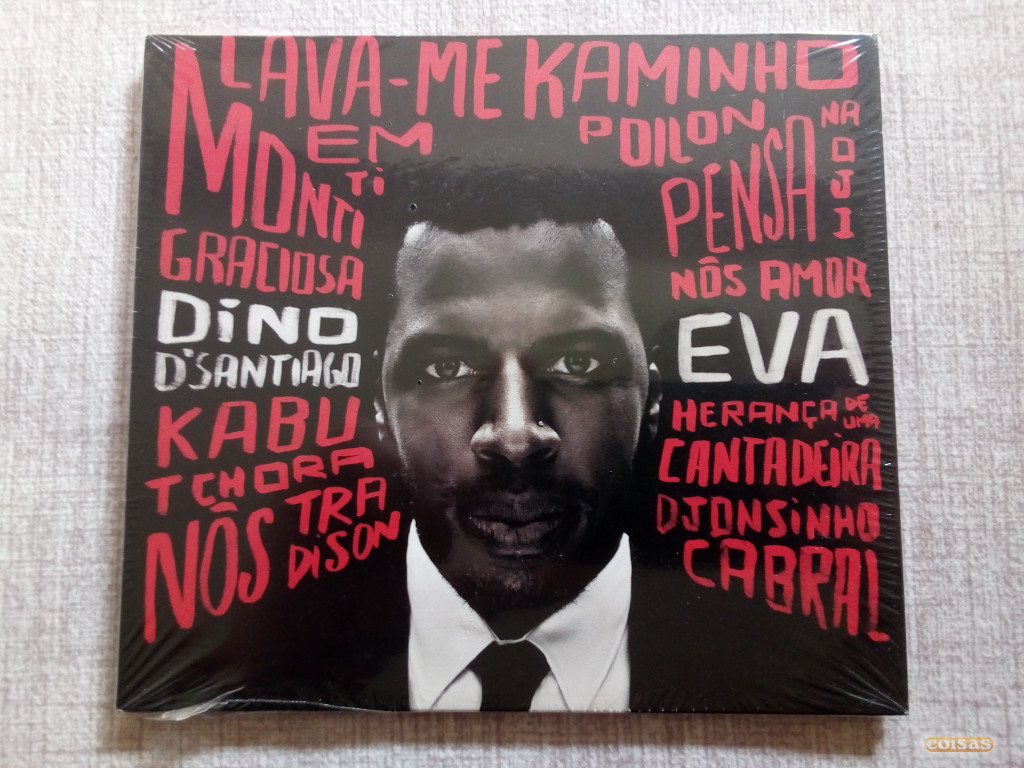 LAVA-ME KAMINHO
EM TI
POILON
NA
DJI
MONTI
GRACIOSA
PENSA
NÔS AMOR
DiNO
D'SANTIAGO
EVA
KABU
TCHORA
HERANÇA DE UMA
CANTADEiRA
NÔS
TRA
DiSON
DJONSiNHO
CABRAL
coisas